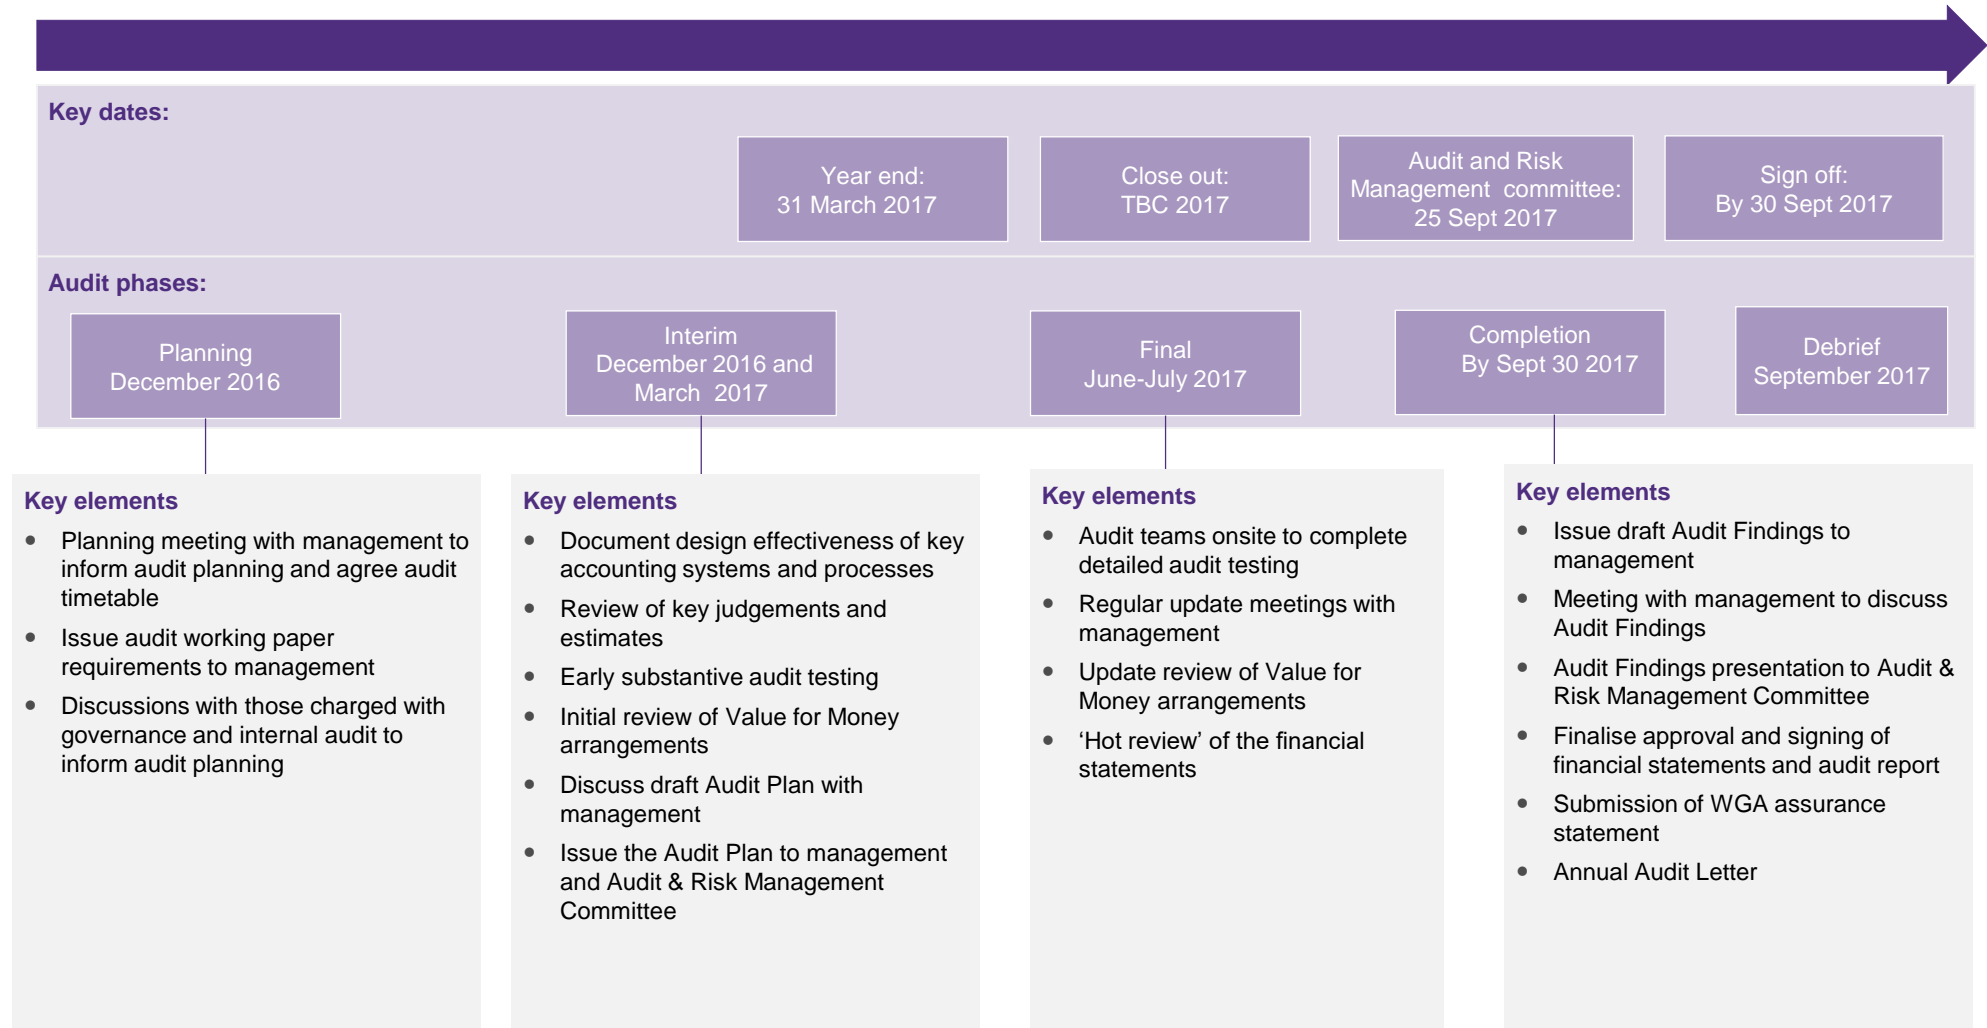 Key dates:
Year end:
31 March 2017
Close out:
TBC 2017
Audit and Risk
Management committee:
25 Sept 2017
Sign off:
By 30 Sept 2017
Audit phases:
Planning
December 2016
Interim
December 2016 and
March 2017
Final
June-July 2017
Completion
By Sept 30 2017
Debrief
September 2017
Key elements
• Planning meeting with management to
inform audit planning and agree audit
timetable
• Issue audit working paper
requirements to management
• Discussions with those charged with
governance and internal audit to
inform audit planning
Key elements
• Document design effectiveness of key
accounting systems and processes
• Review of key judgements and
estimates
• Early substantive audit testing
• Initial review of Value for Money
arrangements
• Discuss draft Audit Plan with
management
• Issue the Audit Plan to management
and Audit & Risk Management
Committee
Key elements
• Audit teams onsite to complete
detailed audit testing
• Regular update meetings with
management
• Update review of Value for
Money arrangements
• ‘Hot review’ of the financial
statements
Key elements
• Issue draft Audit Findings to
management
• Meeting with management to discuss
Audit Findings
• Audit Findings presentation to Audit &
Risk Management Committee
• Finalise approval and signing of
financial statements and audit report
• Submission of WGA assurance
statement
• Annual Audit Letter